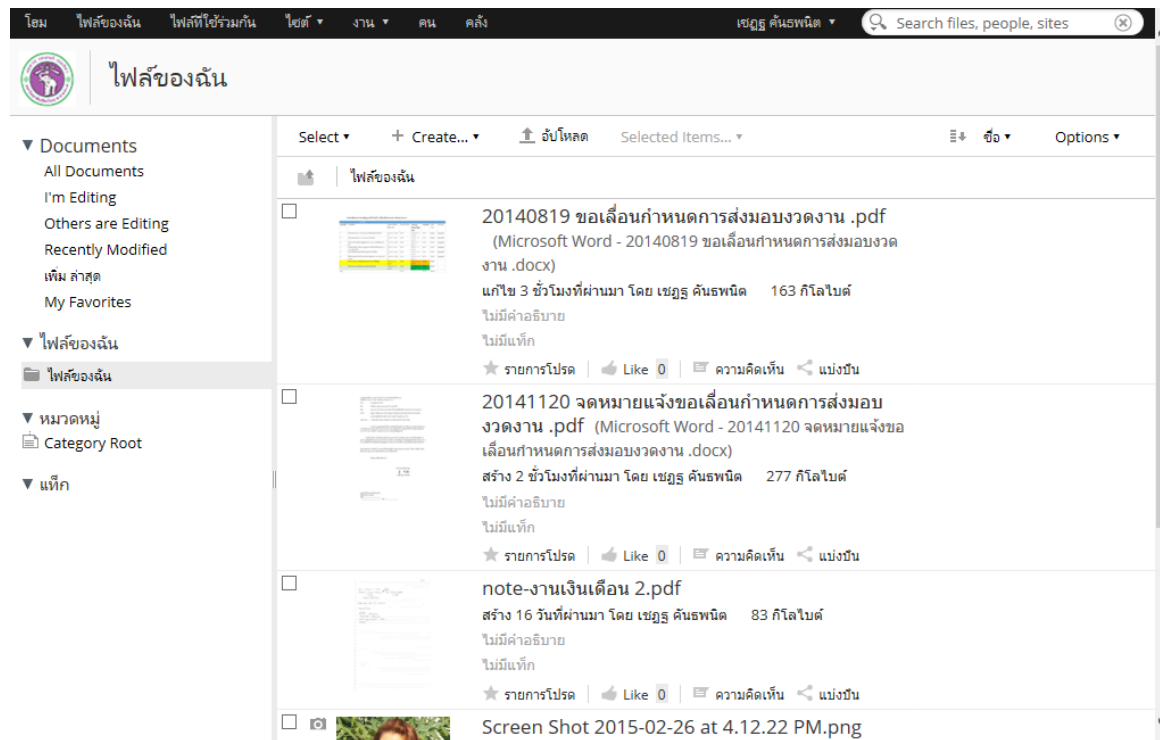 โฮม ไฟล์ของฉัน ไฟล์ที่ใช้ร่วมกัน ไซต์ งาน คน คลัง เชฏฐ คันธพนิต Search files, people, sites
ไฟล์ของฉัน
Select + Create... อัปโหลด Selected Items... ชื่อ Options
ไฟล์ของฉัน
Documents
All Documents
I'm Editing
Others are Editing
Recently Modified
เพิ่ม ล่าสุด
My Favorites
ไฟล์ของฉัน
ไฟล์ของฉัน
หมวดหมู่
Category Root
แท็ก
20140819 ขอเลื่อนกำหนดการส่งมอบงวดงาน .pdf
(Microsoft Word - 20140819 ขอเลื่อนกำหนดการส่งมอบงวด
งาน .docx)
แก้ไข 3 ชั่วโมงที่ผ่านมา โดย เชฏฐ คันธพนิต 163 กิโลไบต์
ไม่มีคำอธิบาย
ไม่มีแท็ก
รายการโปรด Like 0 ความคิดเห็น แบ่งปัน
20141120 จดหมายแจ้งขอเลื่อนกำหนดการส่งมอบ
งวดงาน .pdf (Microsoft Word - 20141120 จดหมายแจ้งขอ
เลื่อนกำหนดการส่งมอบงวดงาน .docx)
สร้าง 2 ชั่วโมงที่ผ่านมา โดย เชฏฐ คันธพนิต 277 กิโลไบต์
ไม่มีคำอธิบาย
ไม่มีแท็ก
รายการโปรด Like 0 ความคิดเห็น แบ่งปัน
note-งานเงินเดือน 2.pdf
สร้าง 16 วันที่ผ่านมา โดย เชฏฐ คันธพนิต 83 กิโลไบต์
ไม่มีคำอธิบาย
ไม่มีแท็ก
รายการโปรด Like 0 ความคิดเห็น แบ่งปัน
Screen Shot 2015-02-26 at 4.12.22 PM.png